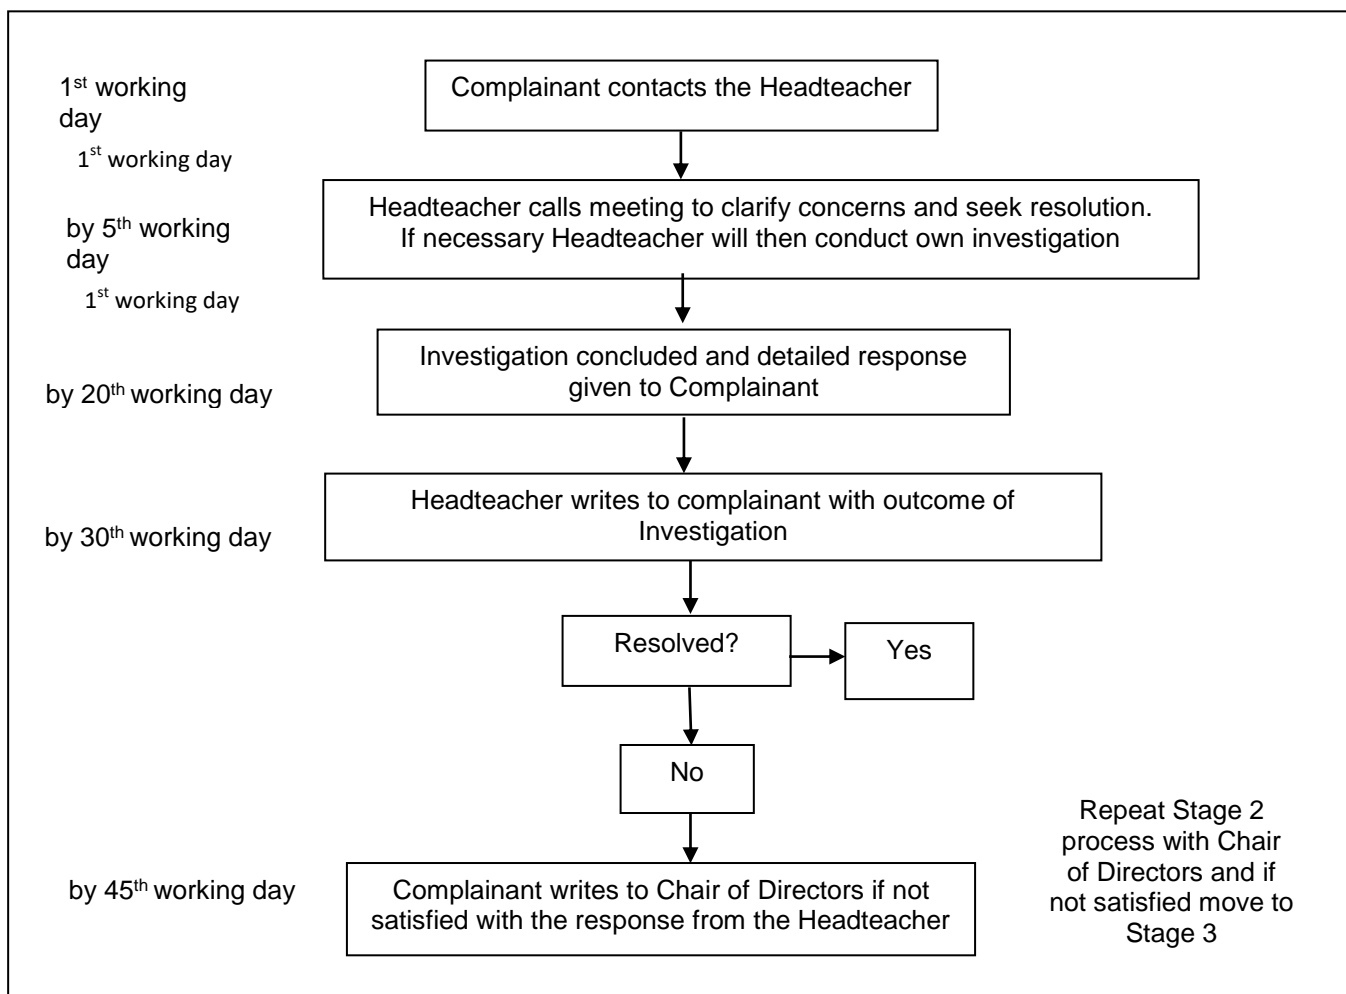 1st working
day
Complainant contacts the Headteacher
1st working day
by 5th working
day
Headteacher calls meeting to clarify concerns and seek resolution.
If necessary Headteacher will then conduct own investigation
1st working day
by 20th working day
Investigation concluded and detailed response
given to Complainant
by 30th working day
Headteacher writes to complainant with outcome of
Investigation
Resolved?
Yes
No
by 45th working day
Complainant writes to Chair of Directors if not
satisfied with the response from the Headteacher
Repeat Stage 2
process with Chair
of Directors and if
not satisfied move to
Stage 3